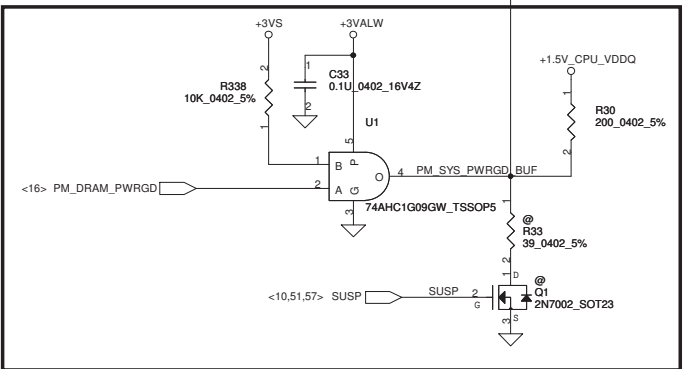 +3VS
+3VALW
+1.5V_CPU_VDDQ
1
C33
0.1U_0402_16V4Z
2
2
R338
10K_0402_5%
1
1
R30
200_0402_5%
2
U1
5
1 B P
O 4 PM_SYS_PWRGD_BUF
<16> PM_DRAM_PWRGD 2 A G
3
74AHC1G09GW_TSSOP5
1
@
R33
39_0402_5%
2
1 D
@
Q1
2N7002_SOT23
<10,51,57> SUSP SUSP 2
G
3 S